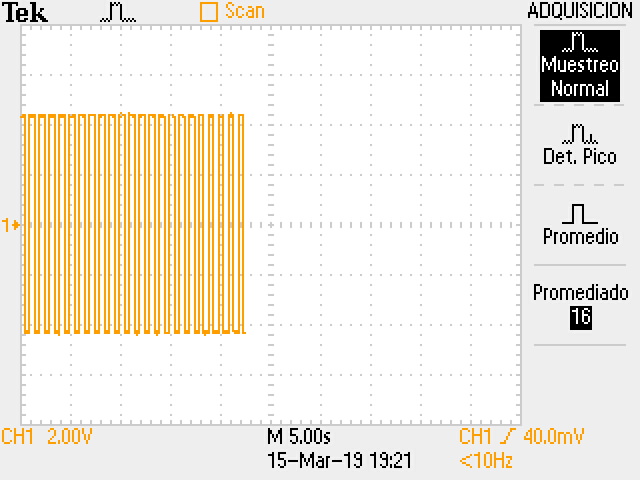 Tek
Scan
ADQUISICION
Muestreo
Normal
Det. Pico
Promedio
Promediado
16
1
CH1 2.00V
M 5.00s
CH1 40.0mV
15-Mar-19 19:21
<10Hz